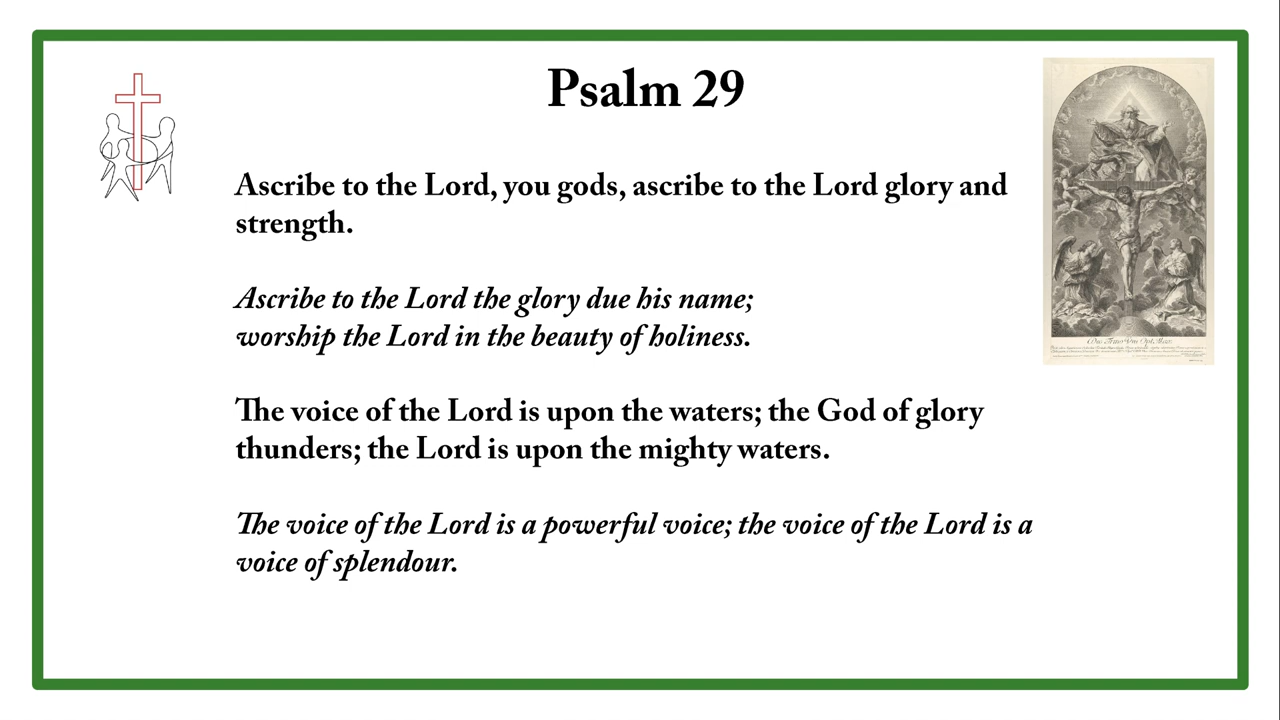 Psalm 29
Ascribe to the Lord, you gods, ascribe to the Lord glory and
strength.
Ascribe to the Lord the glory due his name;
worship the Lord in the beauty of holiness.
The voice of the Lord is upon the waters; the God of glory
thunders; the Lord is upon the mighty waters.
The voice of the Lord is a powerful voice; the voice of the Lord is a
voice of splendour.